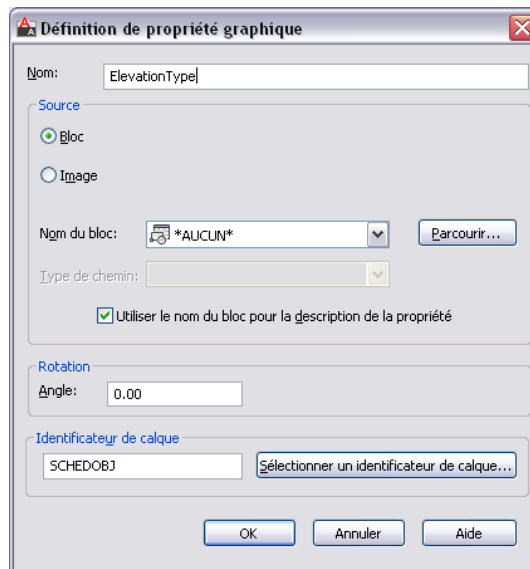 Définition de propriété graphique
Nom: ElevationType
Source
Bloc
Image
Nom du bloc: *AUCUN* Parcourir...
Type de chemin:
Utiliser le nom du bloc pour la description de la propriété
Rotation
Angle: 0.00
Identificateur de calque
SCHEDOBJ Sélectionner un identificateur de calque...
OK Annuler Aide